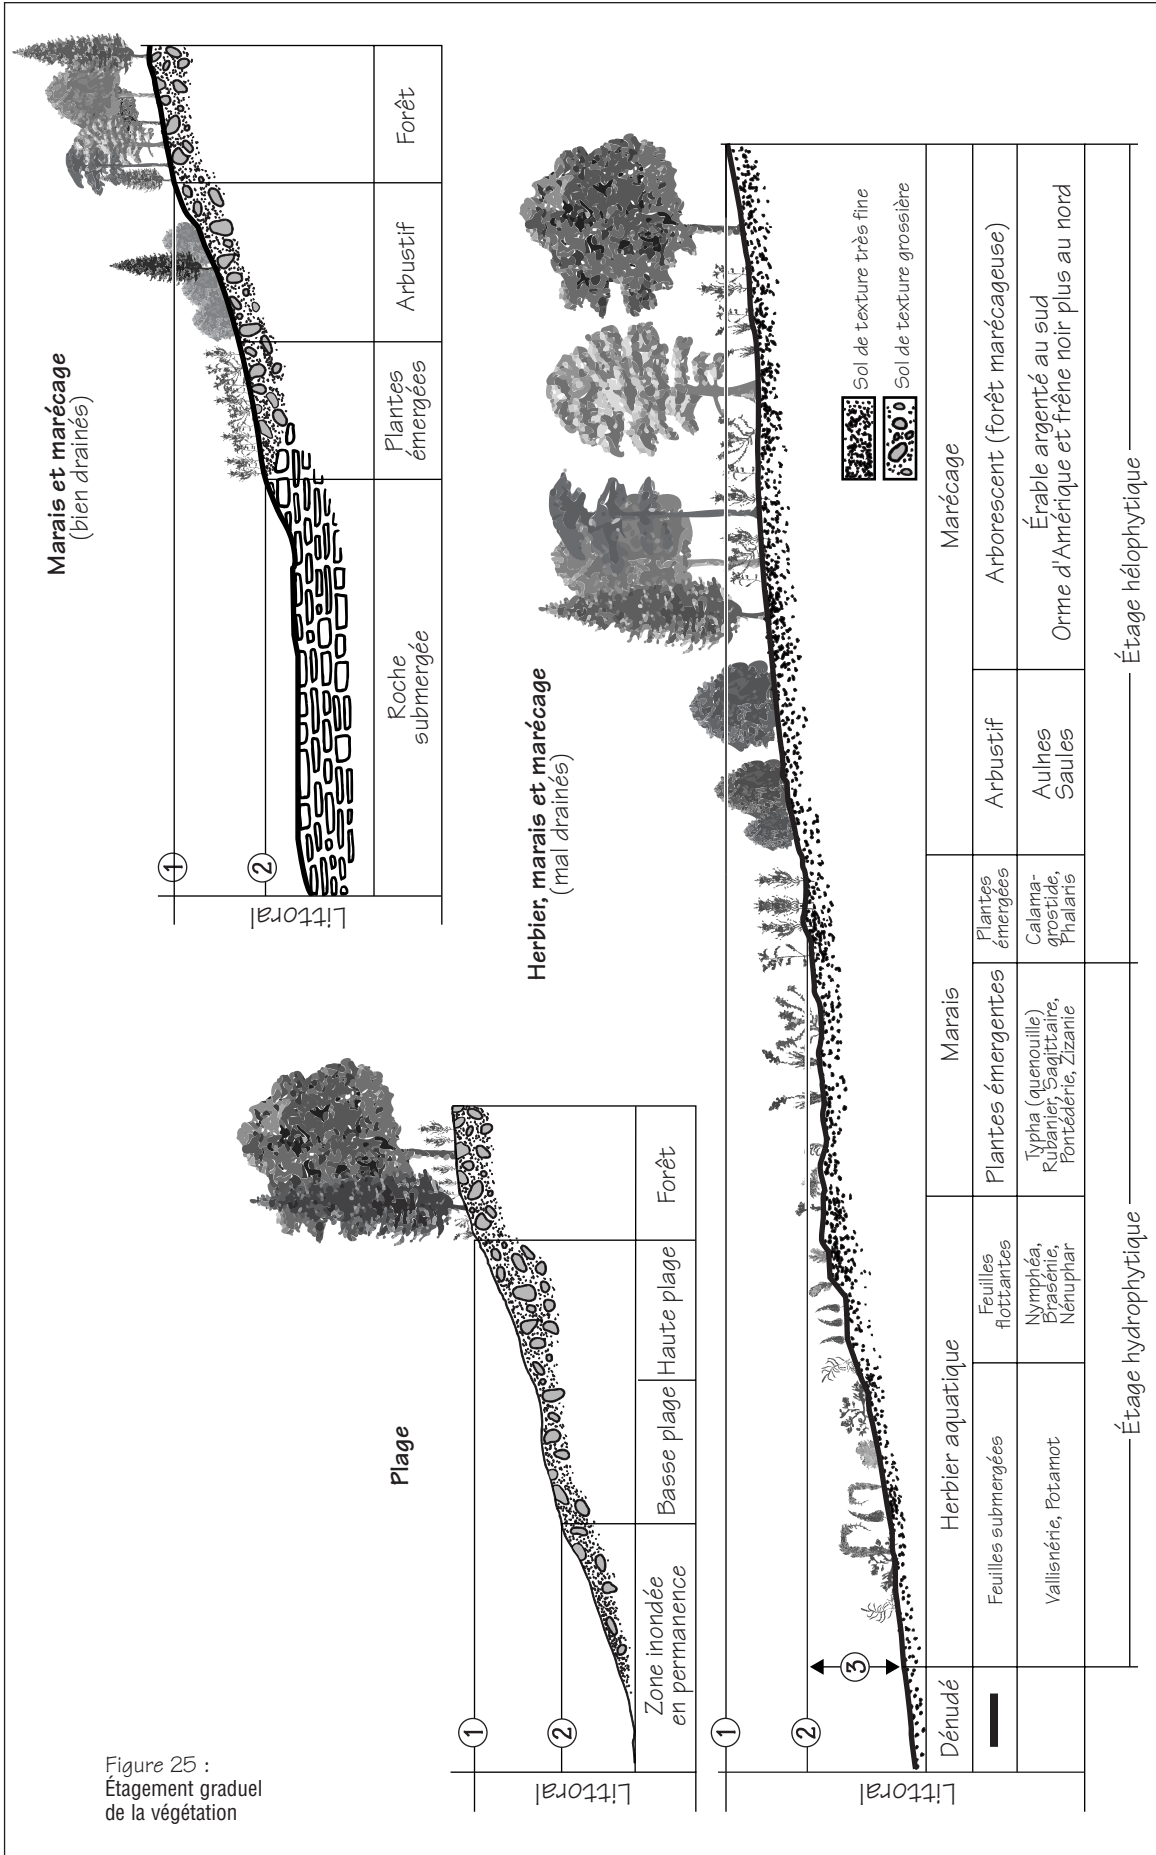 Figure 25 :
Étagement graduel
de la végétation
Plage
1
2
Littoral
Zone inondée
en permanence
Basse plage
Haute plage
Forêt
Marais et marécage
(bien drainés)
1
2
Littoral
Roche
submergée
Plantes
émergées
Arbustif
Forêt
Herbier, marais et marécage
(mal drainés)
1
2
3
Littoral
Sol de texture très fine
Sol de texture grossière
Dénudé
Herbier aquatique
Marais
Marécage
Feuilles submergées
Feuilles
flottantes
Plantes émergentes
Plantes
émergées
Arbustif
Arborescent (forêt marécageuse)
Vallisnérie, Potamot
Nymphéa,
Brasénie,
Nénuphar
Typha (quenouille)
Rubanier, Sagittaire,
Pontédérie, Zizanie
Calama-
grostide,
Phalaris
Aulnes
Saules
Érable argenté au sud
Orme d'Amérique et frêne noir plus au nord
Étage hydrophytique
Étage hélophytique